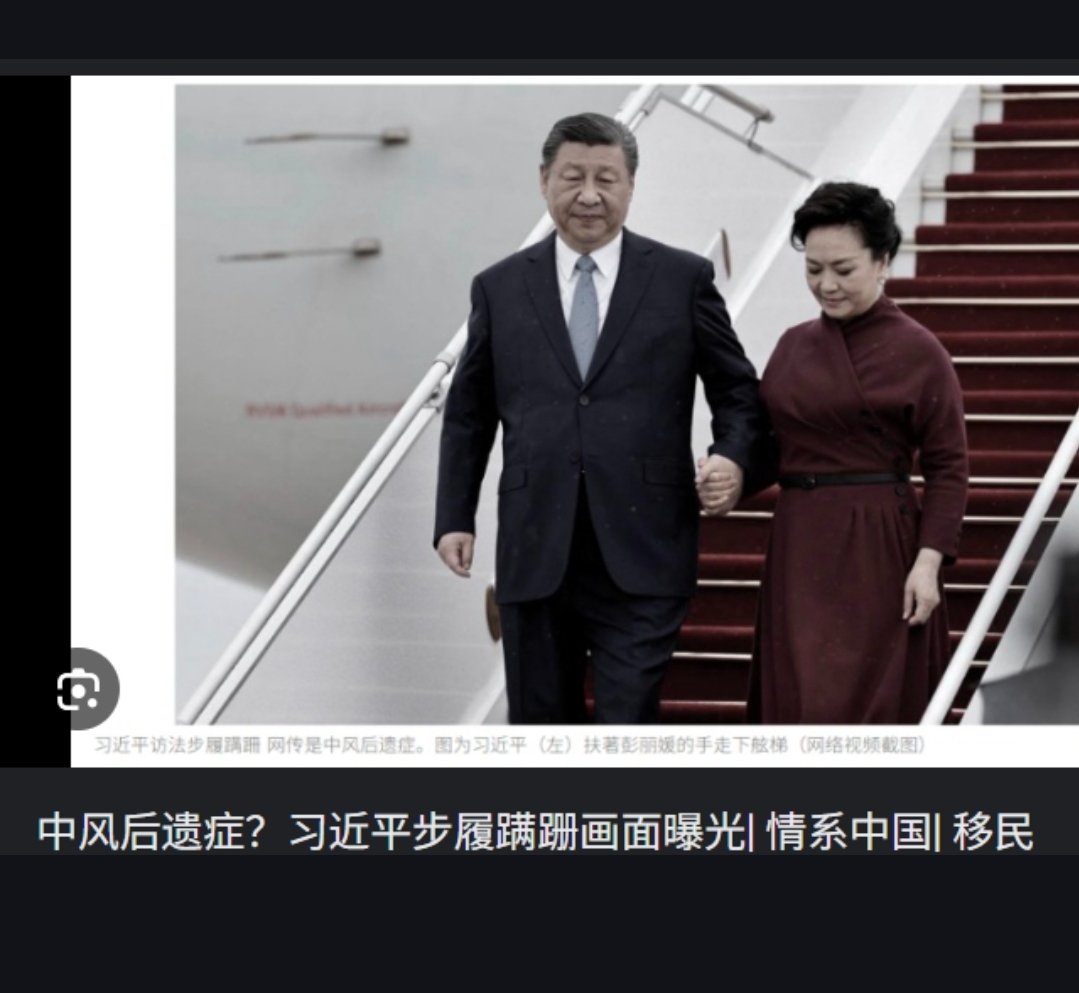 习近平访法步履蹒跚 网传是中风后遗症。图为习近平（左）扶著彭丽媛的手走下舷梯（网络视频截图）
中风后遗症？习近平步履蹒跚画面曝光| 情系中国| 移民